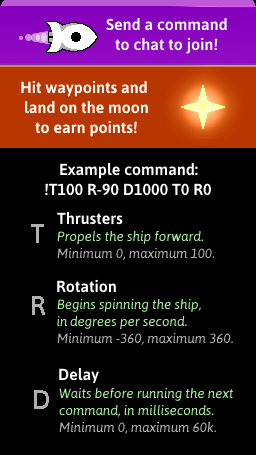 Send a command
to chat to join!
Hit waypoints and
land on the moon
to earn points!
Example command:
!T100 R-90 D1000 T0 R0
T
Thrusters
Propels the ship forward.
Minimum 0, maximum 100.
R
Rotation
Begins spinning the ship,
in degrees per second.
Minimum -360, maximum 360.
D
Delay
Waits before running the next
command, in milliseconds.
Minimum 0, maximum 60k.